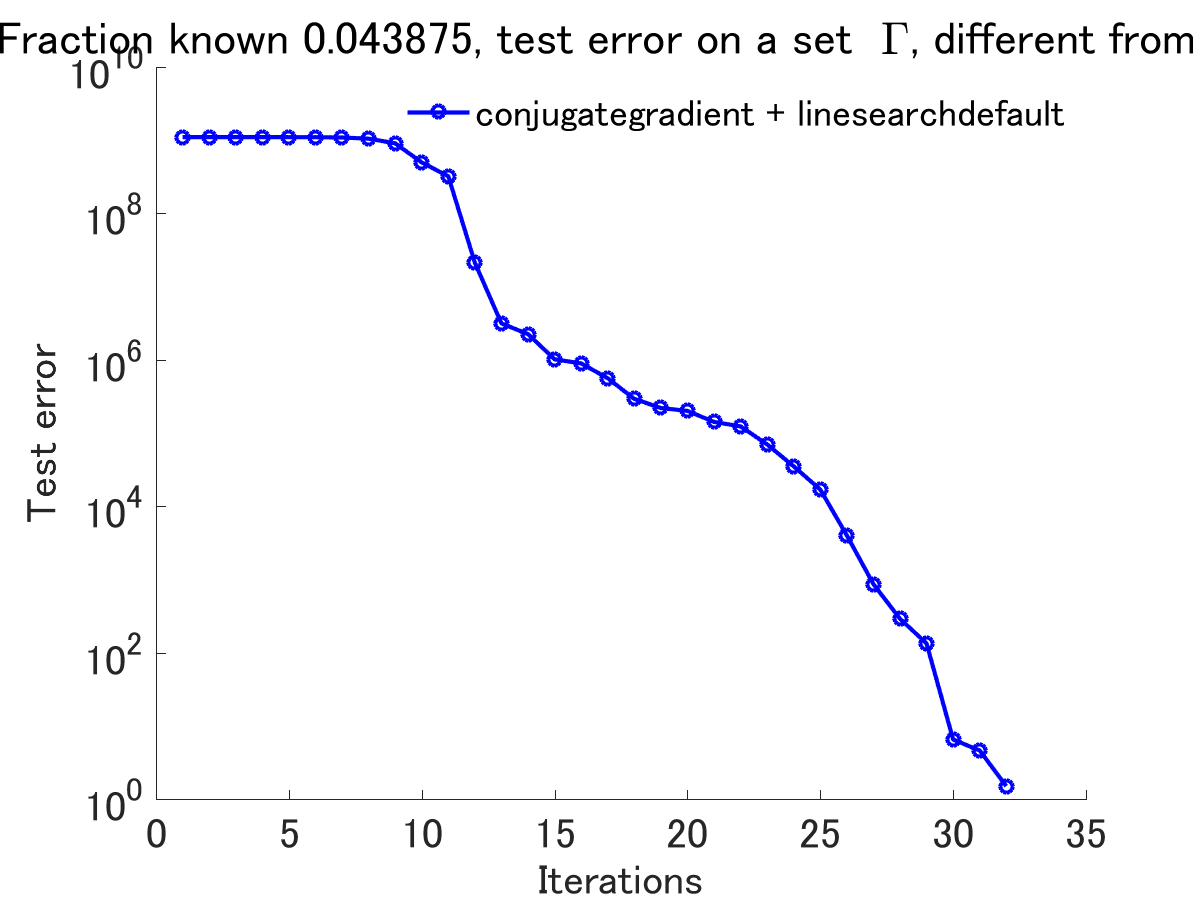 Fraction known 0.043875, test error on a set Γ, different from
conjugategradient + linesearchdefault
Test error
10^10
10^8
10^6
10^4
10^2
10^0
0 5 10 15 20 25 30 35
Iterations